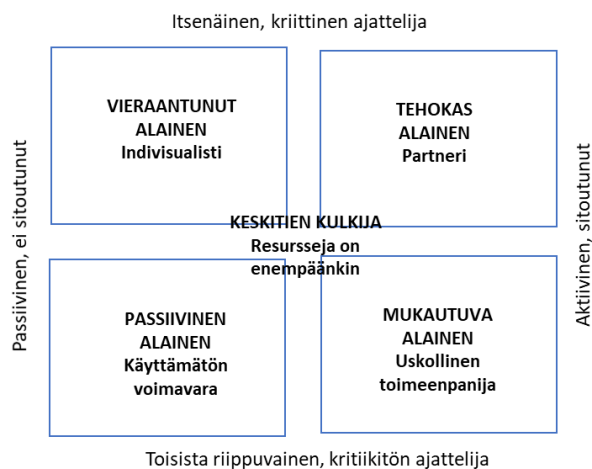 Itsenäinen, kriittinen ajattelija
VIERAANTUNUT
ALAINEN
Indivisualisti
TEHOKAS
ALAINEN
Partneri
Passiivinen, ei sitoutunut
Aktiivinen, sitoutunut
KESKITIEN KULKIJA
Resursseja on
enempäänkin
PASSIIVINEN
ALAINEN
Käyttämätön
voimavara
MUKAUTUVA
ALAINEN
Uskollinen
toimeenpanija
Toisista riippuvainen, kritiikitön ajattelija